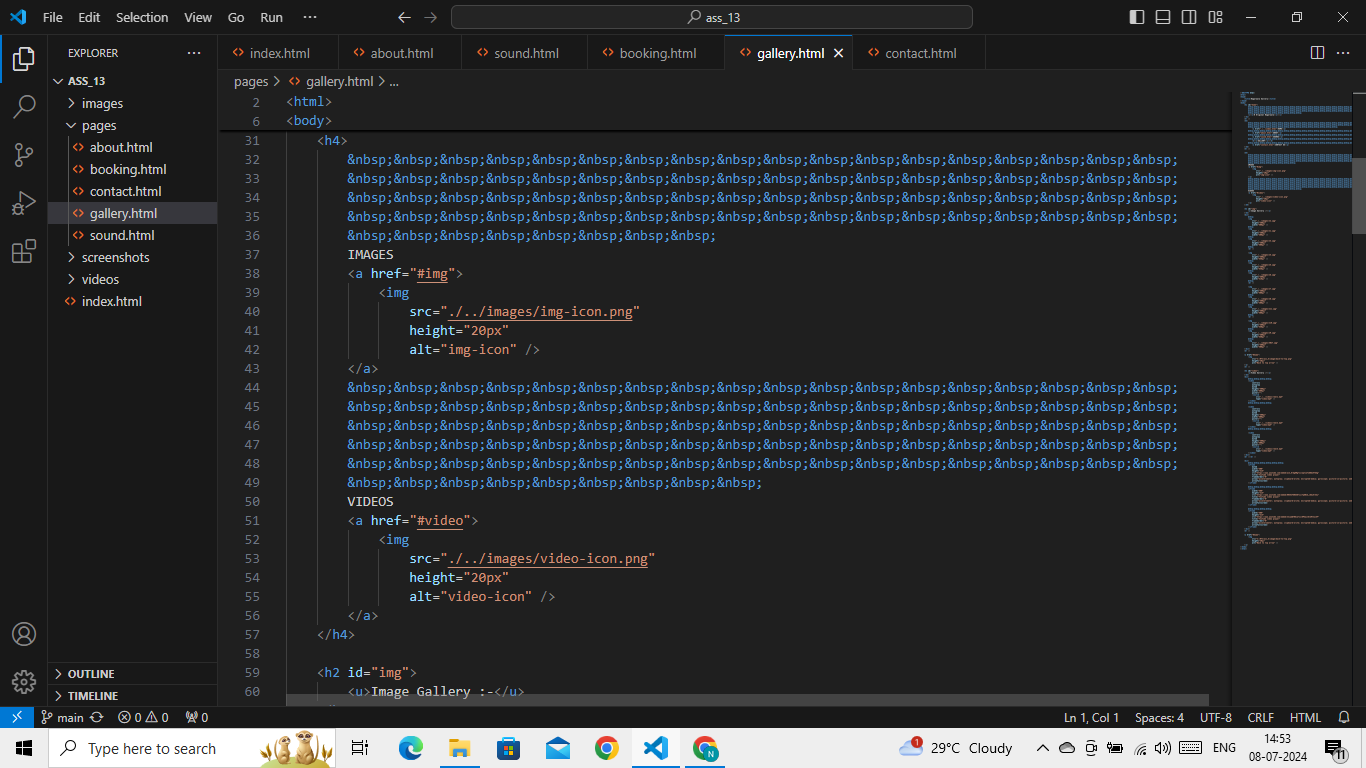 File Edit Selection View Go Run ··· ass_13
EXPLORER ···
index.html about.html sound.html booking.html gallery.html contact.html ···
ASS_13
images
pages
about.html
booking.html
contact.html
gallery.html
sound.html
screenshots
videos
index.html
OUTLINE
TIMELINE
pages > gallery.html > ...
2 <html>
6 <body>
31 <h4>
32 &nbsp;&nbsp;&nbsp;&nbsp;&nbsp;&nbsp;&nbsp;&nbsp;&nbsp;&nbsp;&nbsp;&nbsp;&nbsp;&nbsp;&nbsp;&nbsp;&nbsp;&nbsp;
33 &nbsp;&nbsp;&nbsp;&nbsp;&nbsp;&nbsp;&nbsp;&nbsp;&nbsp;&nbsp;&nbsp;&nbsp;&nbsp;&nbsp;&nbsp;&nbsp;&nbsp;&nbsp;
34 &nbsp;&nbsp;&nbsp;&nbsp;&nbsp;&nbsp;&nbsp;&nbsp;&nbsp;&nbsp;&nbsp;&nbsp;&nbsp;&nbsp;&nbsp;&nbsp;&nbsp;&nbsp;
35 &nbsp;&nbsp;&nbsp;&nbsp;&nbsp;&nbsp;&nbsp;&nbsp;&nbsp;&nbsp;&nbsp;&nbsp;&nbsp;&nbsp;&nbsp;&nbsp;&nbsp;&nbsp;
36 &nbsp;&nbsp;&nbsp;&nbsp;&nbsp;&nbsp;&nbsp;&nbsp;
37 IMAGES
38 <a href="#img">
39 <img
40 src="./../images/img-icon.png"
41 height="20px"
42 alt="img-icon" />
43 </a>
44 &nbsp;&nbsp;&nbsp;&nbsp;&nbsp;&nbsp;&nbsp;&nbsp;&nbsp;&nbsp;&nbsp;&nbsp;&nbsp;&nbsp;&nbsp;&nbsp;&nbsp;&nbsp;
45 &nbsp;&nbsp;&nbsp;&nbsp;&nbsp;&nbsp;&nbsp;&nbsp;&nbsp;&nbsp;&nbsp;&nbsp;&nbsp;&nbsp;&nbsp;&nbsp;&nbsp;&nbsp;
46 &nbsp;&nbsp;&nbsp;&nbsp;&nbsp;&nbsp;&nbsp;&nbsp;&nbsp;&nbsp;&nbsp;&nbsp;&nbsp;&nbsp;&nbsp;&nbsp;&nbsp;&nbsp;
47 &nbsp;&nbsp;&nbsp;&nbsp;&nbsp;&nbsp;&nbsp;&nbsp;&nbsp;&nbsp;&nbsp;&nbsp;&nbsp;&nbsp;&nbsp;&nbsp;&nbsp;&nbsp;
48 &nbsp;&nbsp;&nbsp;&nbsp;&nbsp;&nbsp;&nbsp;&nbsp;&nbsp;&nbsp;&nbsp;&nbsp;&nbsp;&nbsp;&nbsp;&nbsp;&nbsp;&nbsp;
49 &nbsp;&nbsp;&nbsp;&nbsp;&nbsp;&nbsp;&nbsp;&nbsp;&nbsp;
50 VIDEOS
51 <a href="#video">
52 <img
53 src="./../images/video-icon.png"
54 height="20px"
55 alt="video-icon" />
56 </a>
57 </h4>
58
59 <h2 id="img">
60 <u>Image Gallery :-</u>
main 0 0 0 Ln 1, Col 1 Spaces: 4 UTF-8 CRLF HTML
Type here to search N 1 29°C Cloudy ENG 14:53
08-07-2024 11